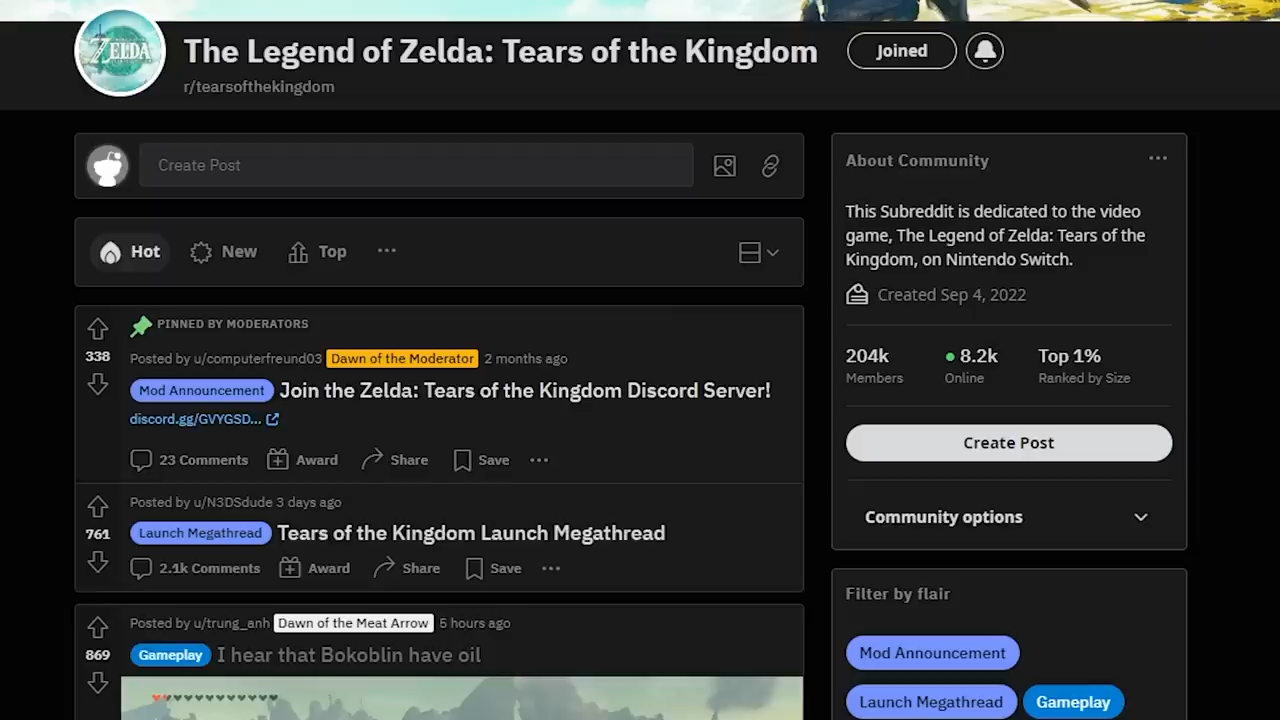 ZELDA
The Legend of Zelda: Tears of the Kingdom
Joined
r/tearsofthekingdom
Create Post
Hot
New
Top
PINNED BY MODERATORS
338
Posted by u/computerfreund03 Dawn of the Moderator 2 months ago
Mod Announcement Join the Zelda: Tears of the Kingdom Discord Server!
discord.gg/GVYGSD...
23 Comments Award Share Save
Posted by u/N3DSdude 3 days ago
761
Launch Megathread Tears of the Kingdom Launch Megathread
2.1k Comments Award Share Save
Posted by u/trung_anh Dawn of the Meat Arrow 5 hours ago
869
Gameplay I hear that Bokoblin have oil
About Community
This Subreddit is dedicated to the video
game, The Legend of Zelda: Tears of the
Kingdom, on Nintendo Switch.
Created Sep 4, 2022
204k 8.2k Top 1%
Members Online Ranked by Size
Create Post
Community options
Filter by flair
Mod Announcement
Launch Megathread Gameplay